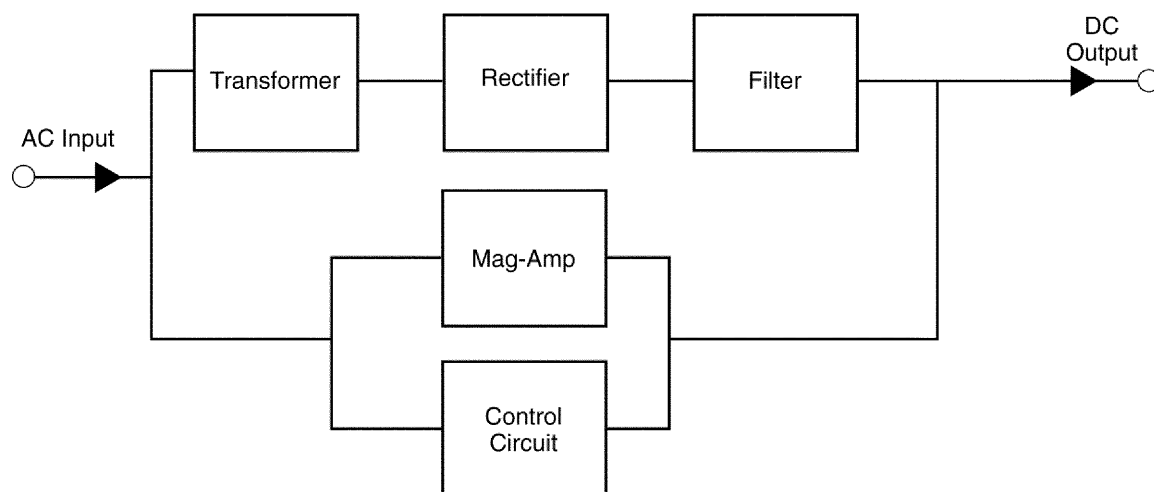 DC
Output
Transformer
Rectifier
Filter
AC Input
Mag-Amp
Control
Circuit